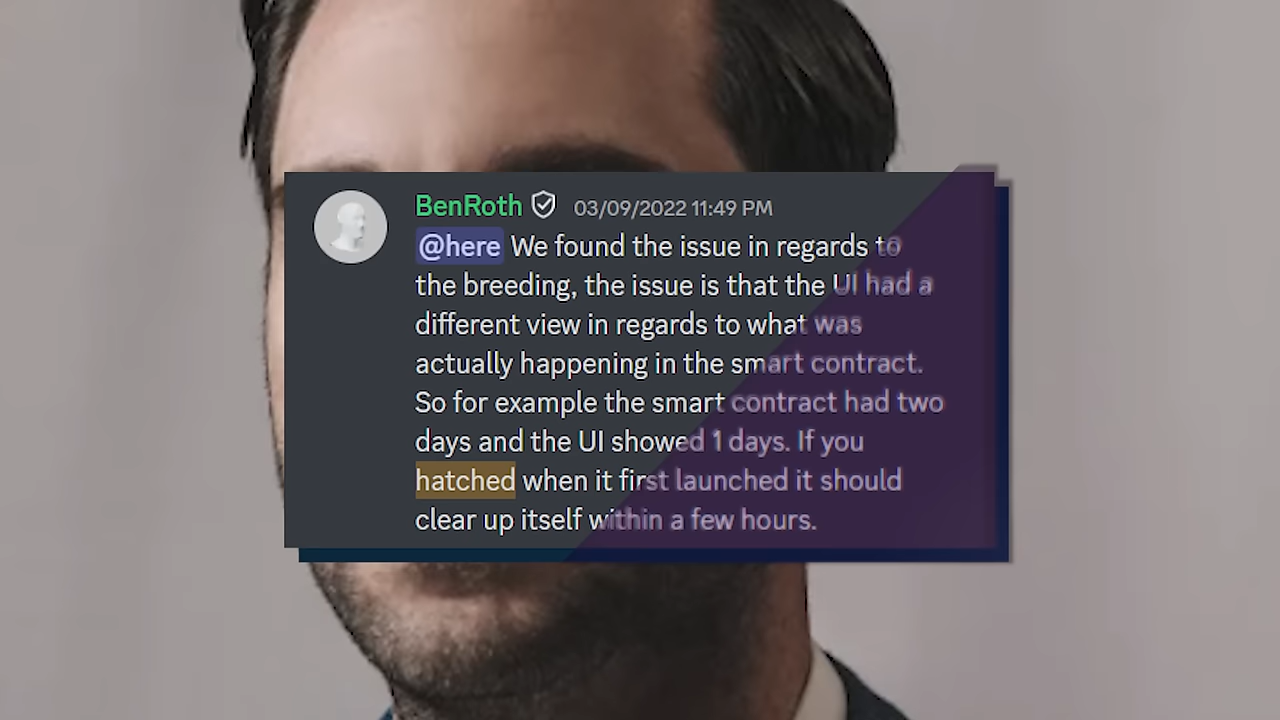 BenRoth 03/09/2022 11:49 PM
@here We found the issue in regards to
the breeding, the issue is that the UI had a
different view in regards to what was
actually happening in the smart contract.
So for example the smart contract had two
days and the UI showed 1 days. If you
hatched when it first launched it should
clear up itself within a few hours.